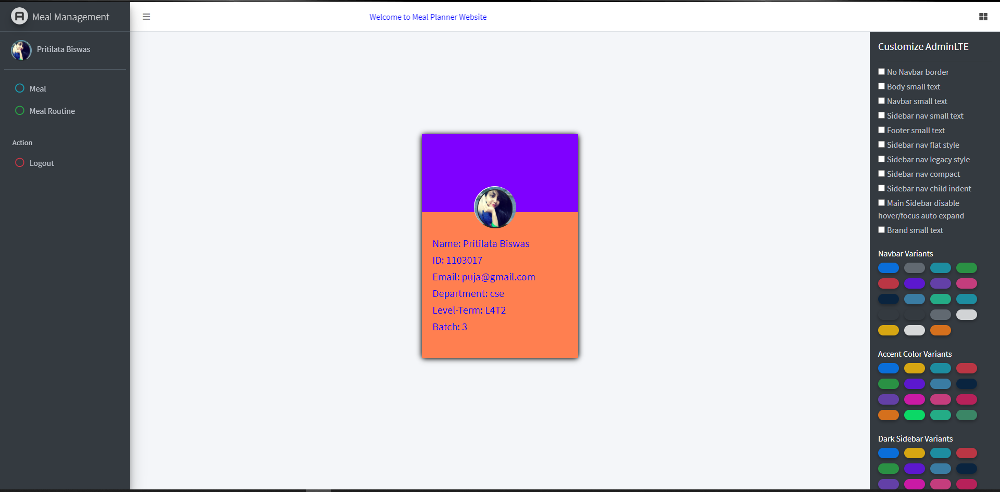 Meal Management
Welcome to Meal Planner Website
Pritilata Biswas
Meal
Meal Routine
Action
Logout
Name: Pritilata Biswas
ID: 1103017
Email: puja@gmail.com
Department: cse
Level-Term: L4T2
Batch: 3
Customize AdminLTE
No Navbar border
Body small text
Navbar small text
Sidebar nav small text
Footer small text
Sidebar nav flat style
Sidebar nav legacy style
Sidebar nav compact
Sidebar nav child indent
Main Sidebar disable
hover/focus auto expand
Brand small text
Navbar Variants
Accent Color Variants
Dark Sidebar Variants